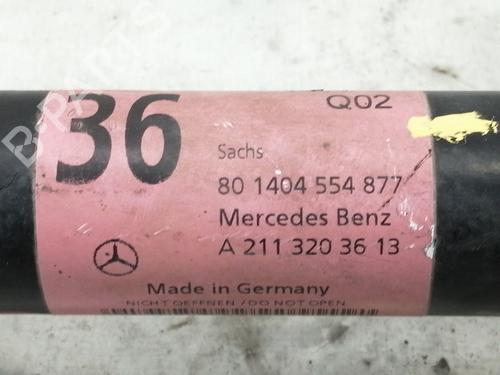 B-PARTS
36
Q02
Sachs
80 1404 554 877
Mercedes Benz
A 211 320 36 13
Made in Germany
NICHT OEFFNEN / DO NOT OPEN